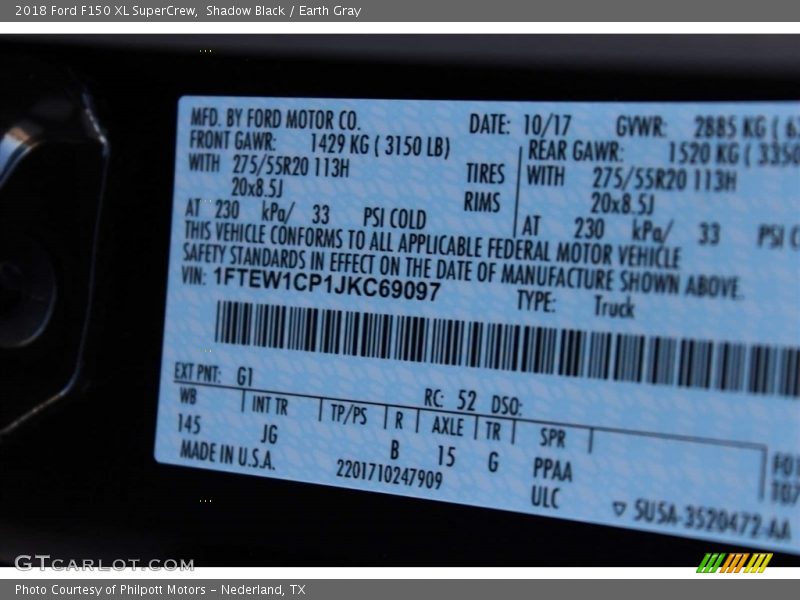 2018 Ford F150 XL SuperCrew, Shadow Black / Earth Gray
MFD. BY FORD MOTOR CO. DATE: 10/17 GVWR: 2885 KG (
FRONT GAWR: 1429 KG ( 3150 LB) REAR GAWR: 1520 KG ( 3350
WITH 275/55R20 113H TIRES WITH 275/55R20 113H
20x8.5J RIMS 20x8.5J
AT 230 kPa/ 33 PSI COLD AT 230 kPa/ 33 PSI
THIS VEHICLE CONFORMS TO ALL APPLICABLE FEDERAL MOTOR VEHICLE
SAFETY STANDARDS IN EFFECT ON THE DATE OF MANUFACTURE SHOWN ABOVE.
VIN: 1FTEW1CP1JKC69097 TYPE: Truck
EXT PNT: G1 RC: 52 DSO:
WB INT TR TP/PS R AXLE TR SPR
145 JG B 15 G PPAA
MADE IN U.S.A. 2201710247909 ULC
▽ 5U5A-3520472-AA
GTCARLOT.COM
Photo Courtesy of Philpott Motors - Nederland, TX